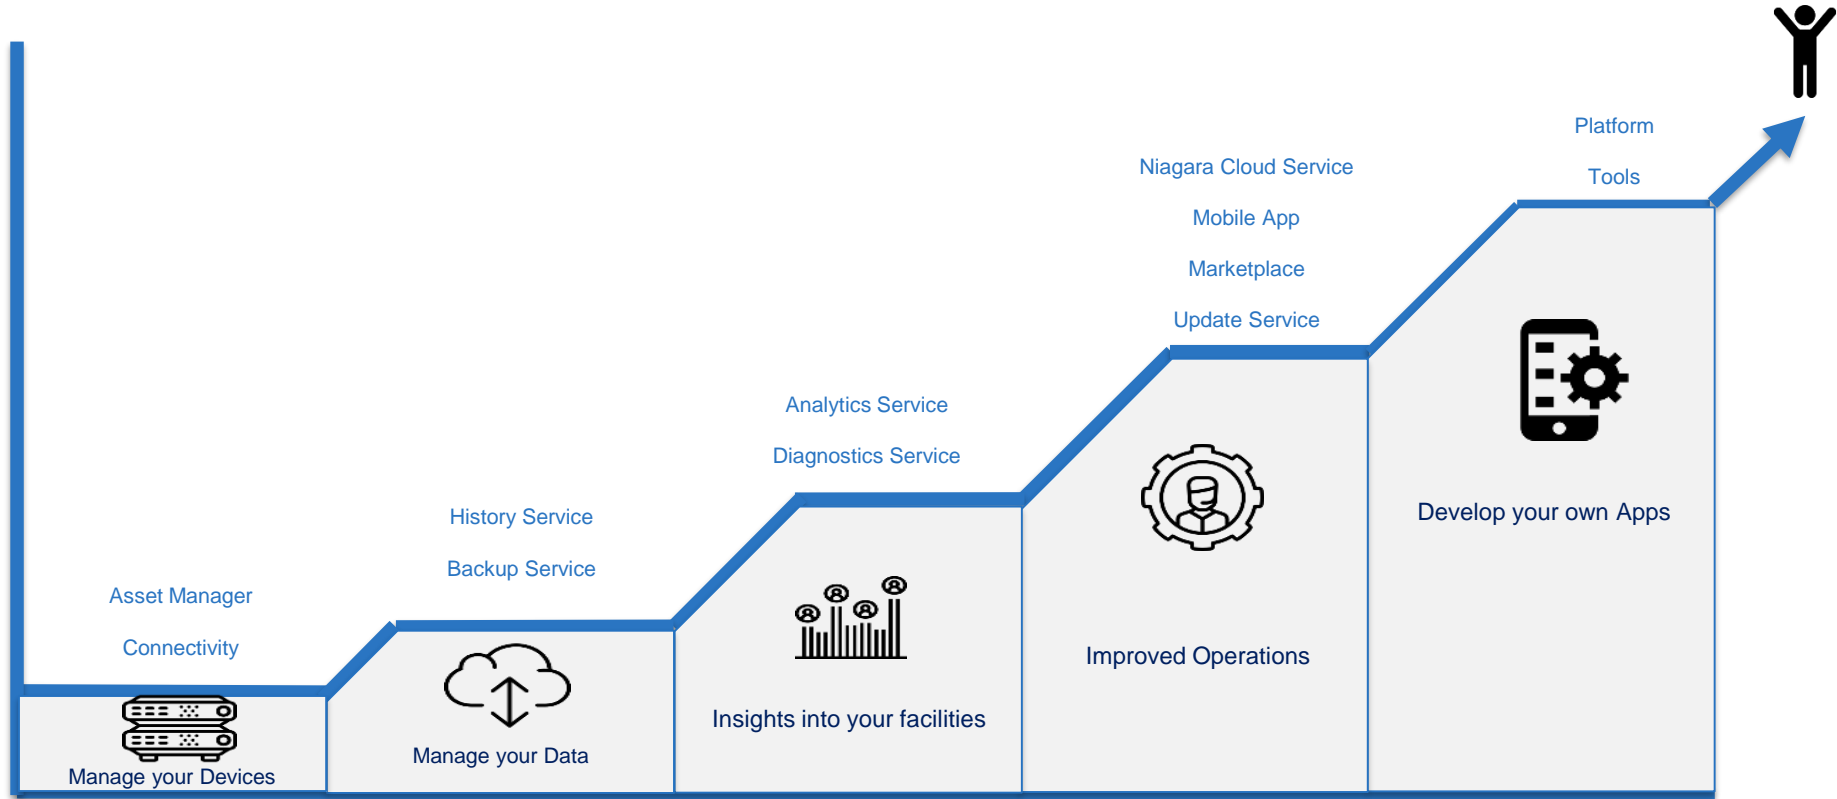 Asset Manager
Connectivity
Manage your Devices
History Service
Backup Service
Manage your Data
Analytics Service
Diagnostics Service
Insights into your facilities
Niagara Cloud Service
Mobile App
Marketplace
Update Service
Improved Operations
Platform
Tools
Develop your own Apps